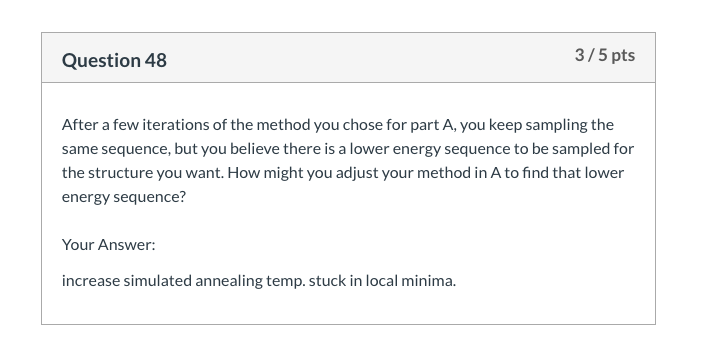 Question 48
3 / 5 pts
After a few iterations of the method you chose for part A, you keep sampling the
same sequence, but you believe there is a lower energy sequence to be sampled for
the structure you want. How might you adjust your method in A to find that lower
energy sequence?
Your Answer:
increase simulated annealing temp. stuck in local minima.